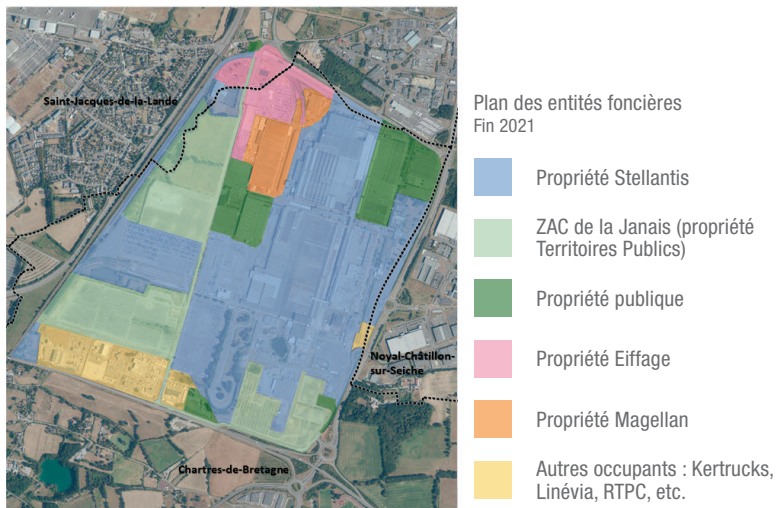 Saint-Jacques-de-la-Lande
Noyal-Châtillon-
sur-Seiche
Chartres-de-Bretagne
Plan des entités foncières
Fin 2021
Propriété Stellantis
ZAC de la Janais (propriété
Territoires Publics)
Propriété publique
Propriété Eiffage
Propriété Magellan
Autres occupants : Kertrucks,
Linévia, RTPC, etc.